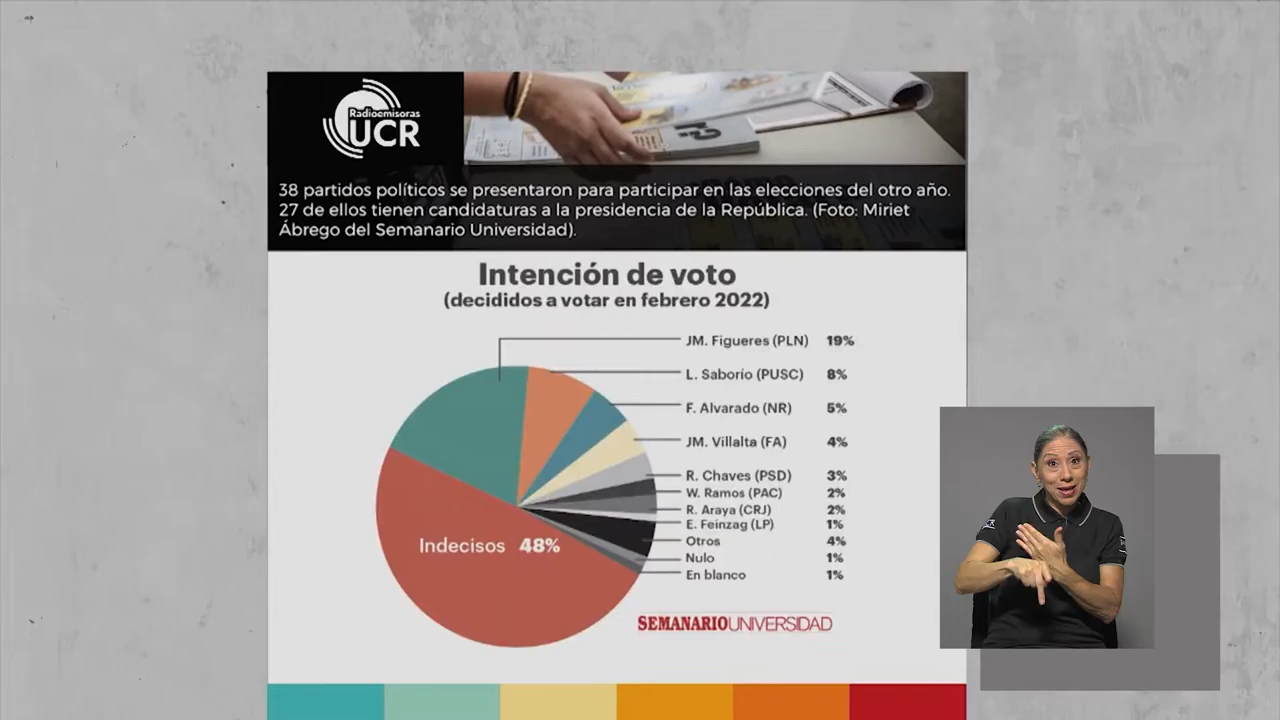 Radioemisoras
UCR
38 partidos políticos se presentaron para participar en las elecciones del otro año.
27 de ellos tienen candidaturas a la presidencia de la República. (Foto: Miriet
Ábrego del Semanario Universidad).
Intención de voto
(decididos a votar en febrero 2022)
JM. Figueres (PLN) 19%
L. Saborío (PUSC) 8%
F. Alvarado (NR) 5%
JM. Villalta (FA) 4%
R. Chaves (PSD) 3%
W. Ramos (PAC) 2%
R. Araya (CRJ) 2%
E. Feinzag (LP) 1%
Otros 4%
Nulo 1%
En blanco 1%
Indecisos 48%
SEMANARIO UNIVERSIDAD